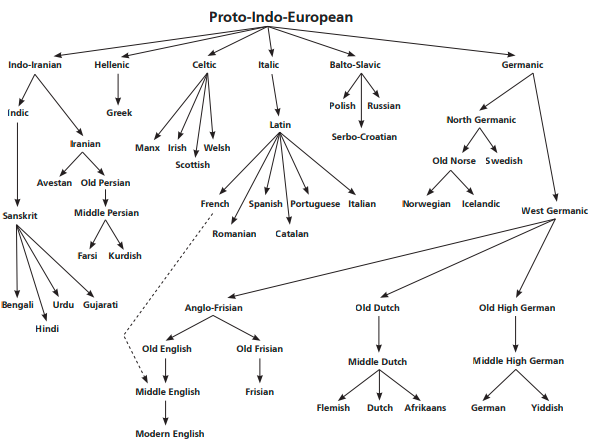 Proto-Indo-European
Indo-Iranian Hellenic Celtic Italic Balto-Slavic Germanic
Indic Greek Polish Russian
North Germanic
Latin
Serbo-Croatian
Iranian Manx Irish Welsh
Scottish
Old Norse Swedish
Avestan Old Persian
French Spanish Portuguese Italian Norwegian Icelandic
Sanskrit Middle Persian West Germanic
Romanian Catalan
Farsi Kurdish
Bengali Urdu Gujarati Anglo-Frisian Old Dutch Old High German
Hindi
Old English Old Frisian
Middle Dutch Middle High German
Middle English Frisian
Flemish Dutch Afrikaans German Yiddish
Modern English